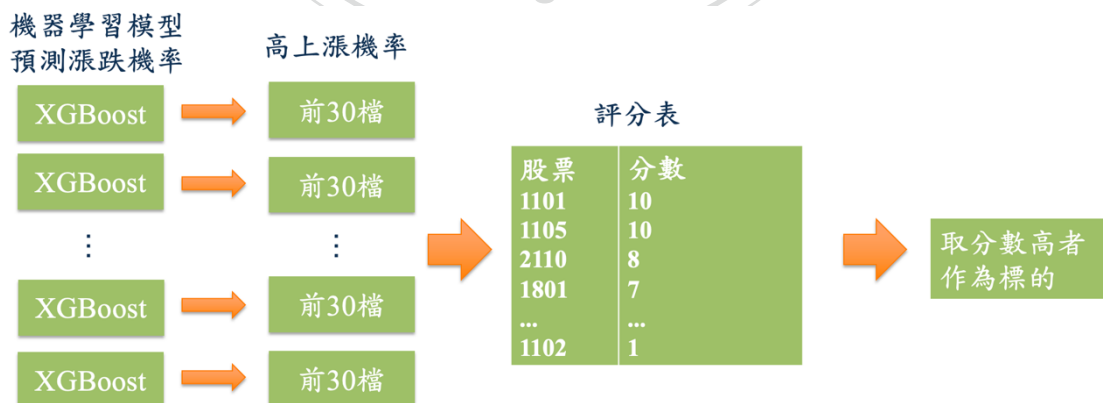 機器學習模型
預測漲跌機率
高上漲機率
XGBoost
前30檔
XGBoost
前30檔
⋮
⋮
XGBoost
前30檔
XGBoost
前30檔
評分表
股票 分數
1101 10
1105 10
2110 8
1801 7
... ...
1102 1
取分數高者
作為標的